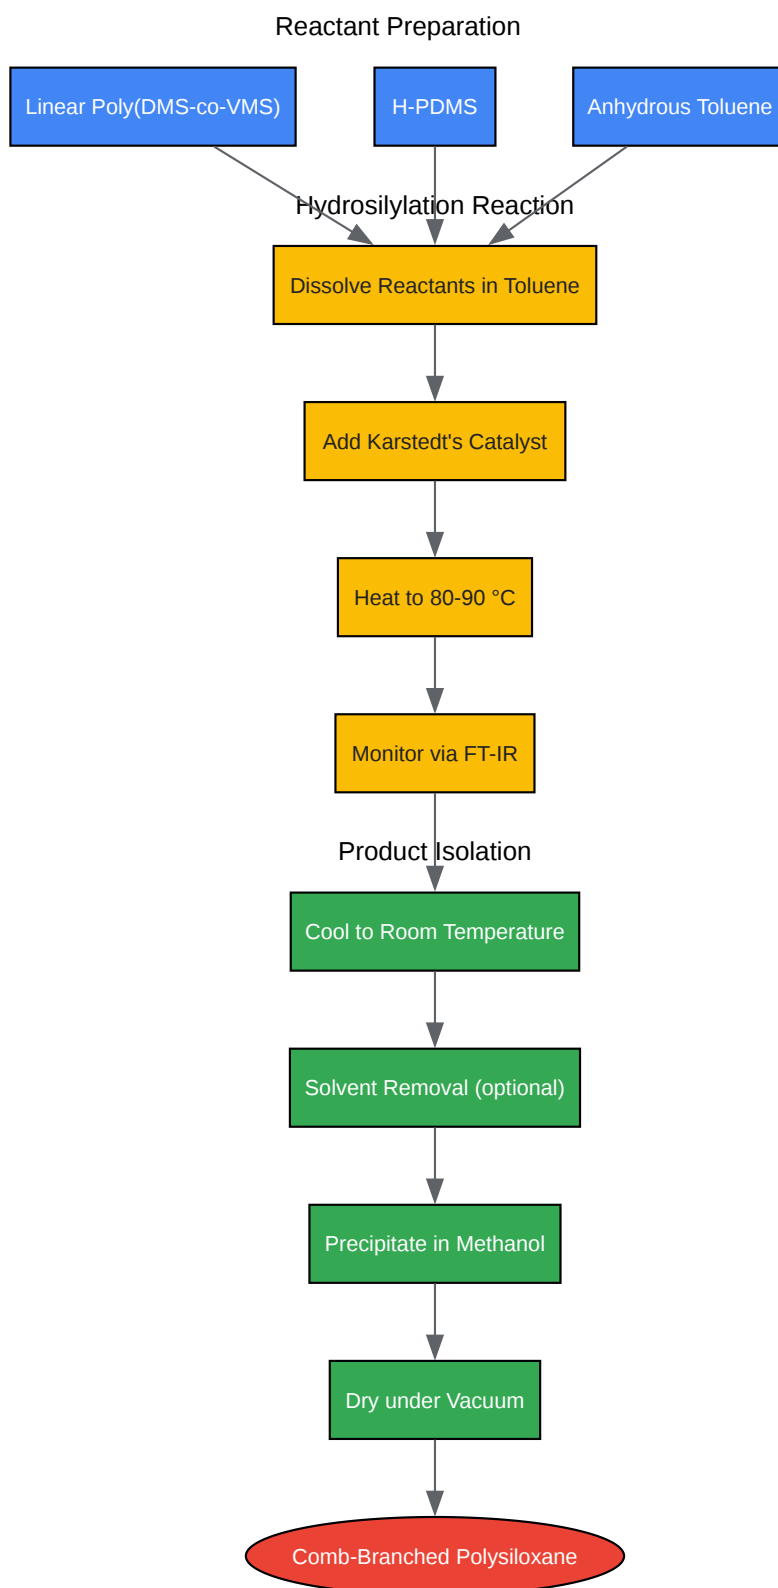 Reactant Preparation
Linear Poly(DMS-co-VMS)
H-PDMS
Anhydrous Toluene
Hydrosilylation Reaction
Dissolve Reactants in Toluene
Add Karstedt's Catalyst
Heat to 80-90 °C
Monitor via FT-IR
Product Isolation
Cool to Room Temperature
Solvent Removal (optional)
Precipitate in Methanol
Dry under Vacuum
Comb-Branched Polysiloxane